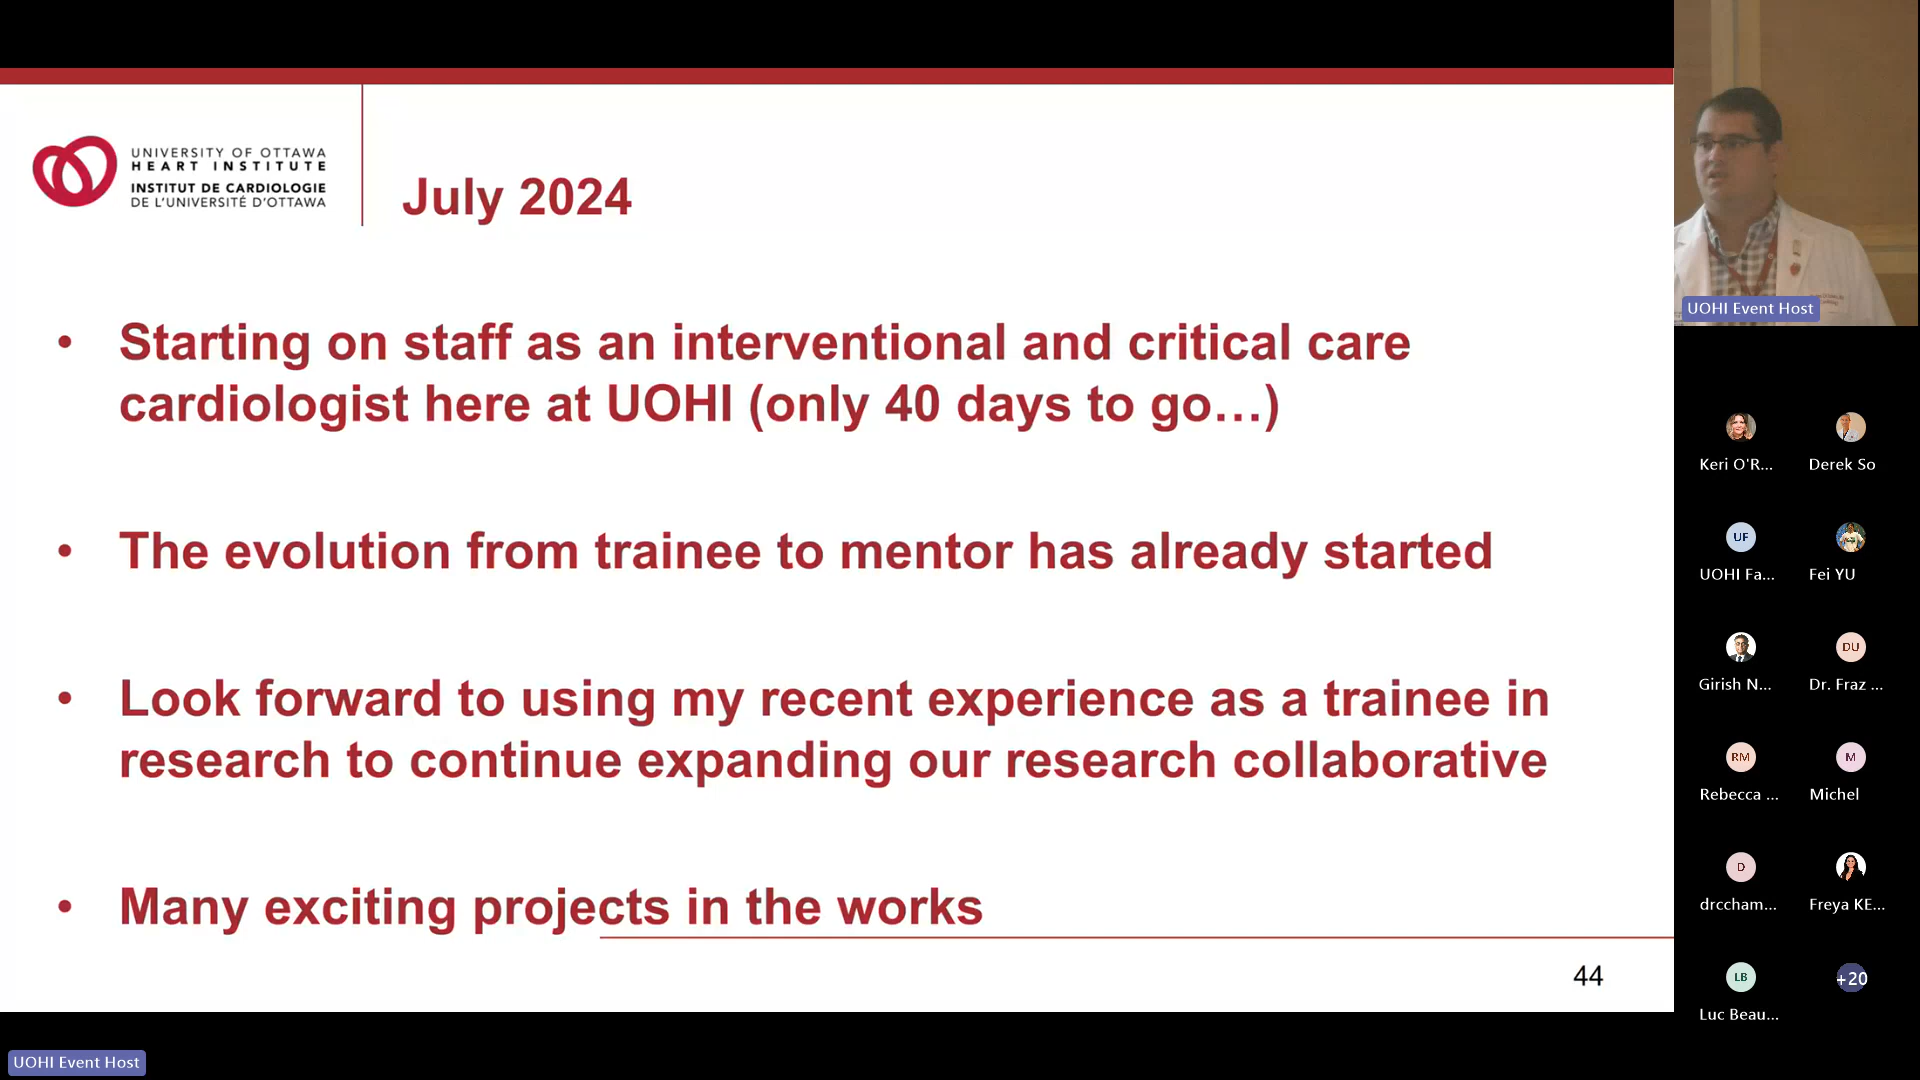 UNIVERSITY OF OTTAWA
HEART INSTITUTE
INSTITUT DE CARDIOLOGIE
DE L'UNIVERSITÉ D'OTTAWA
July 2024
• Starting on staff as an interventional and critical care
cardiologist here at UOHI (only 40 days to go…)
• The evolution from trainee to mentor has already started
• Look forward to using my recent experience as a trainee in
research to continue expanding our research collaborative
• Many exciting projects in the works
44
UOHI Event Host
Keri O'R...
Derek So
UF
UOHI Fa...
Fei YU
Girish N...
DU
Dr. Fraz ...
RM
Rebecca ...
M
Michel
D
drccham...
Freya KE...
LB
Luc Beau...
+20
UOHI Event Host